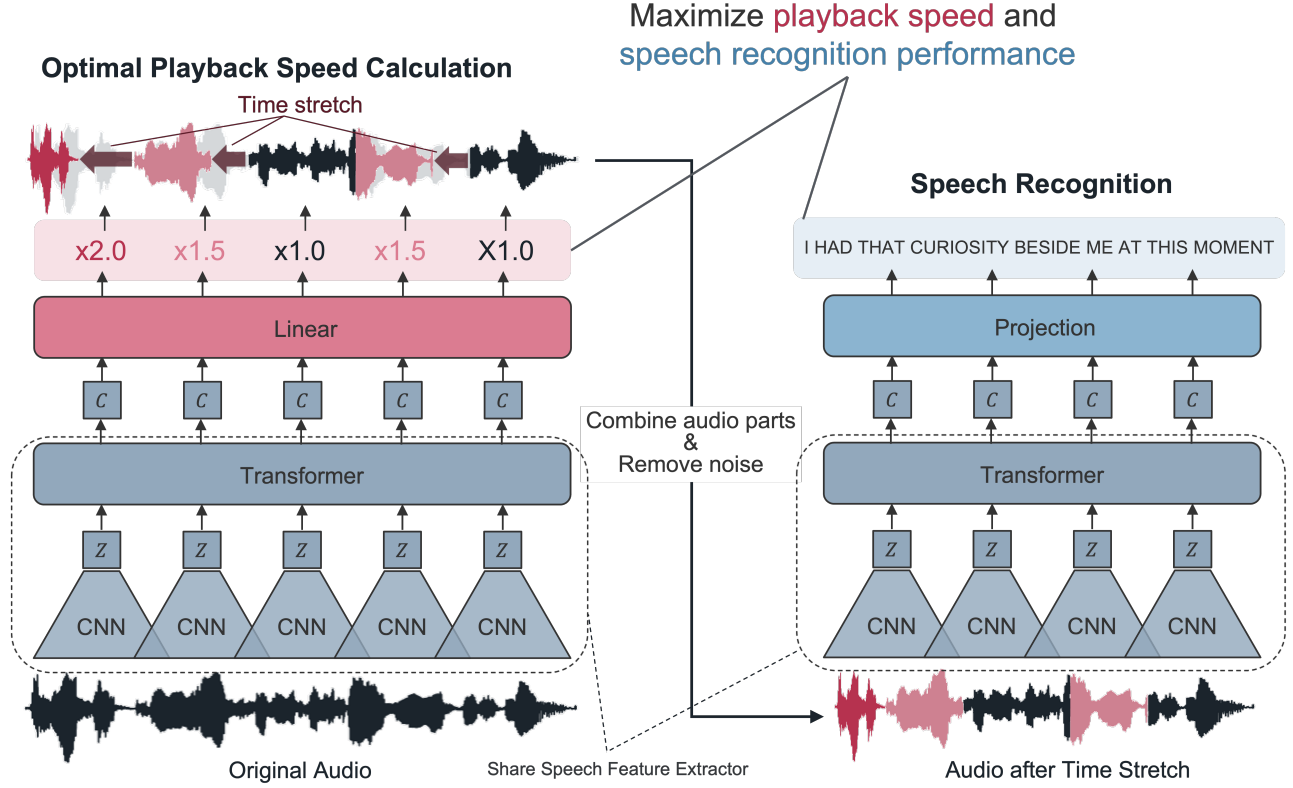 Maximize playback speed and
speech recognition performance
Optimal Playback Speed Calculation
Time stretch
x2.0 x1.5 x1.0 x1.5 X1.0
Linear
C C C C C
Transformer
Z Z Z Z Z
CNN CNN CNN CNN CNN
Original Audio
Combine audio parts
&
Remove noise
Share Speech Feature Extractor
Speech Recognition
I HAD THAT CURIOSITY BESIDE ME AT THIS MOMENT
Projection
C C C C
Transformer
Z Z Z Z
CNN CNN CNN CNN
Audio after Time Stretch